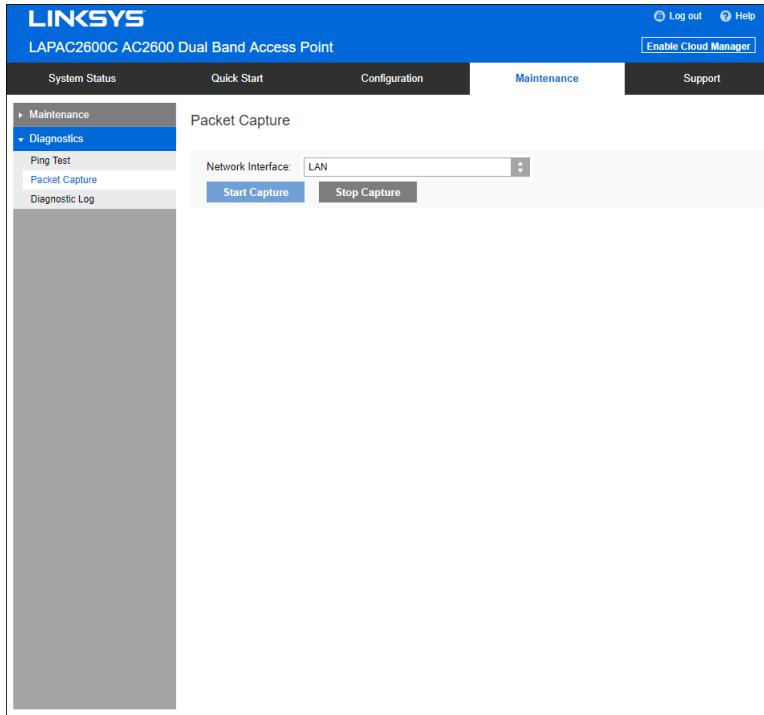 LINKSYS
Log out Help
LAPAC2600C AC2600 Dual Band Access Point
Enable Cloud Manager
System Status Quick Start Configuration Maintenance Support
Maintenance
Packet Capture
Diagnostics
Ping Test
Network Interface: LAN
Packet Capture
Start Capture Stop Capture
Diagnostic Log